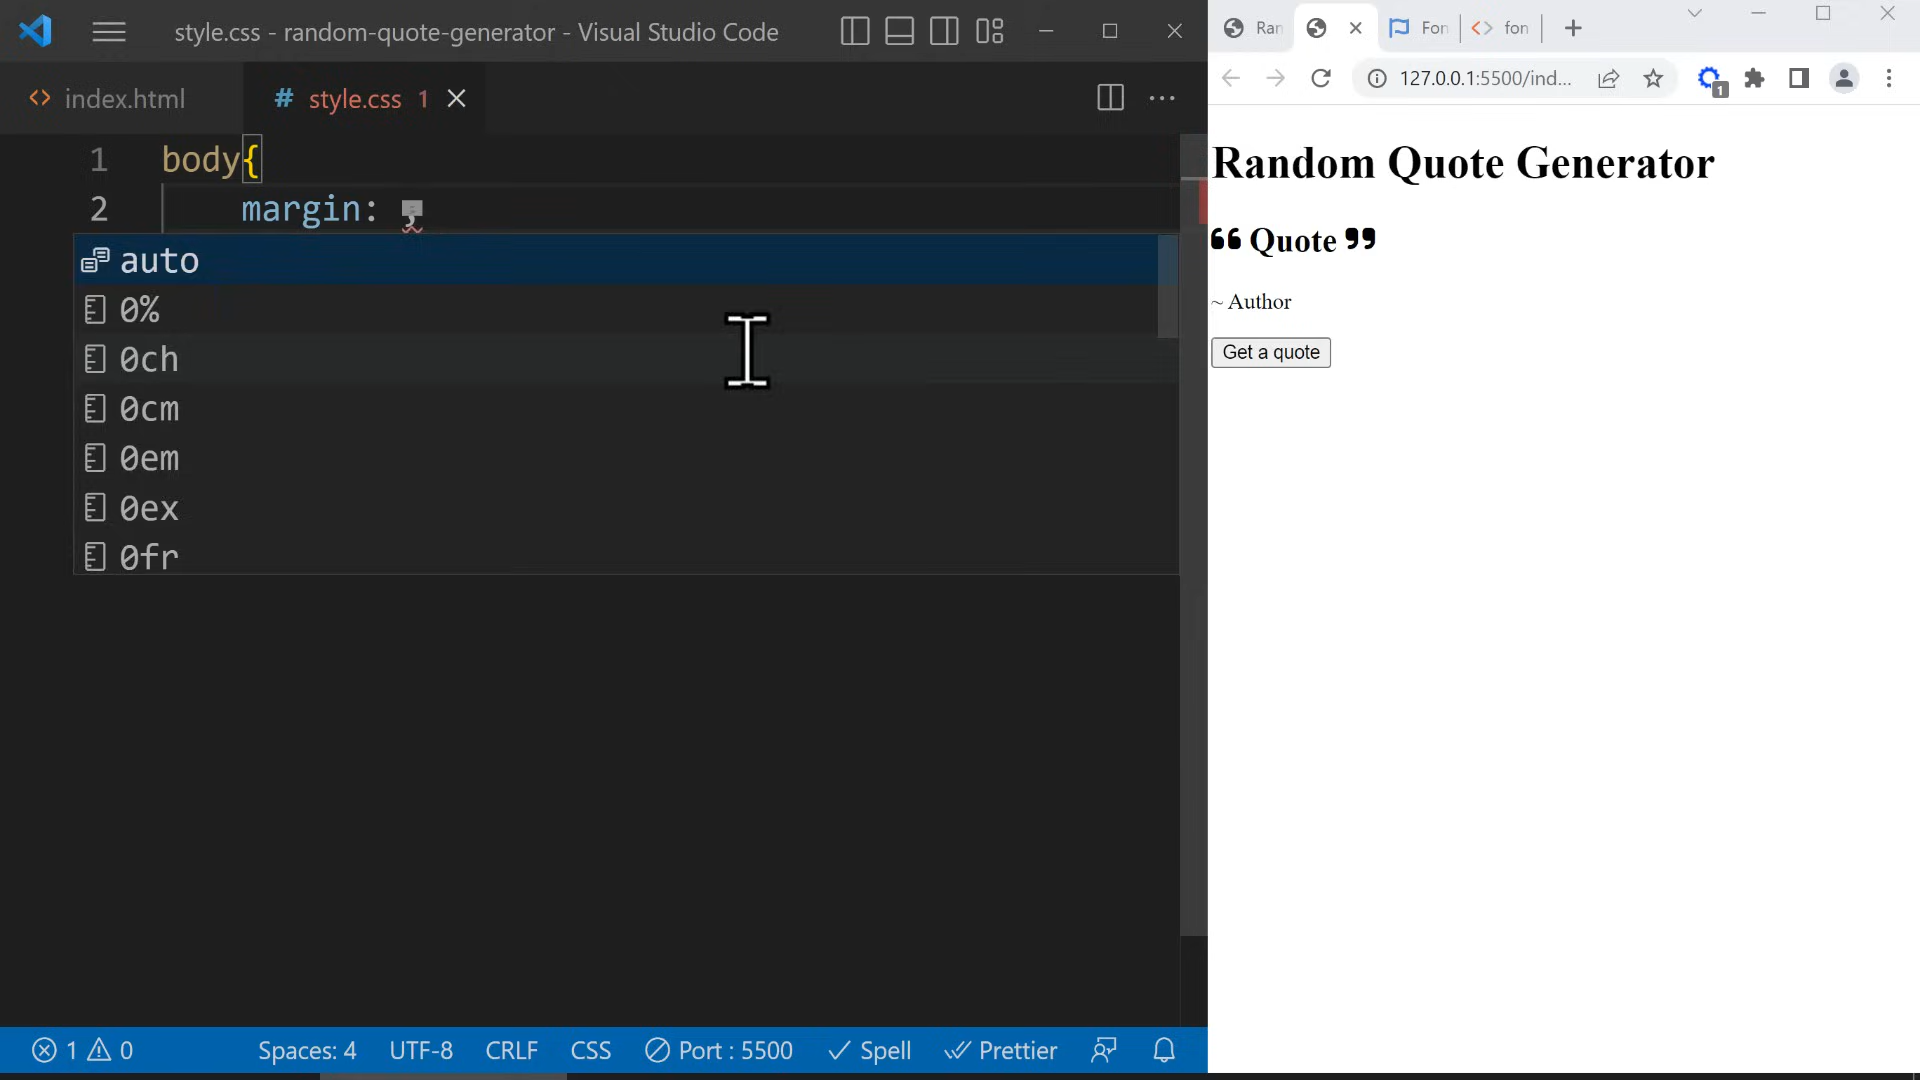 style.css - random-quote-generator - Visual Studio Code
index.html
# style.css 1
1 body{
2 margin: ;
auto
0%
0ch
0cm
0em
0ex
0fr
1 0
Spaces: 4
UTF-8
CRLF
CSS
Port : 5500
Spell
Prettier
Ran
Fon
fon
127.0.0.1:5500/ind...
1
Random Quote Generator
❝ Quote ❞
~ Author
Get a quote